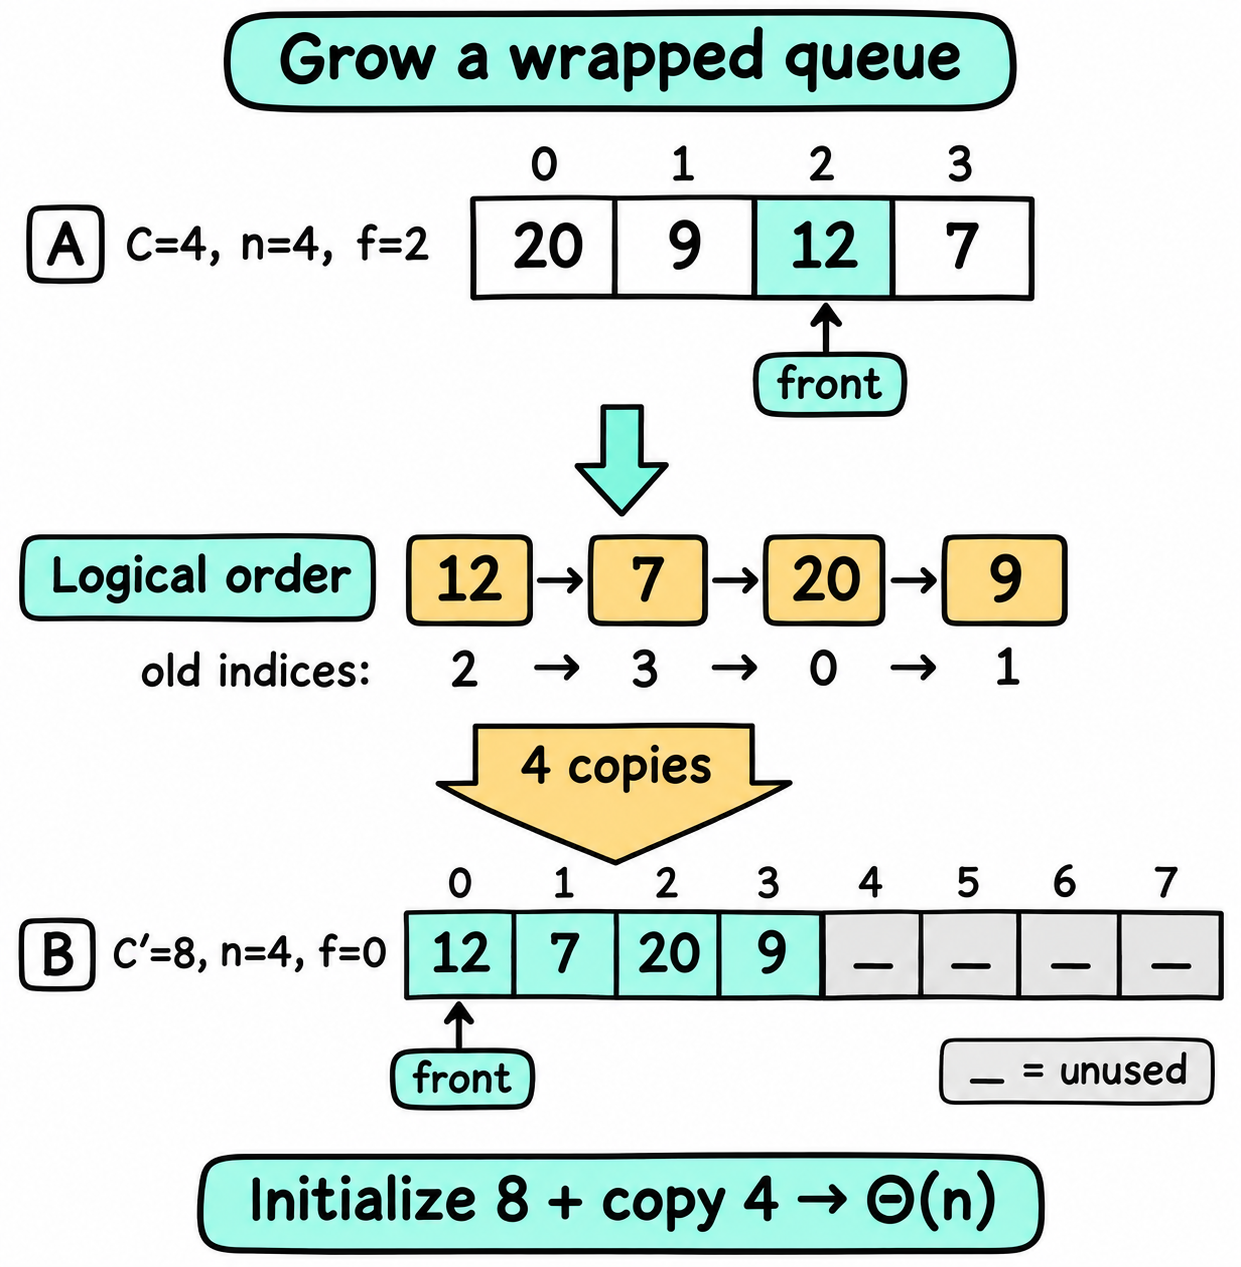 Grow a wrapped queue
0 1 2 3
A C=4, n=4, f=2 20 9 12 7
front
Logical order 12 → 7 → 20 → 9
old indices: 2 → 3 → 0 → 1
4 copies
0 1 2 3 4 5 6 7
B C′=8, n=4, f=0 12 7 20 9 _ _ _ _
front
_ = unused
Initialize 8 + copy 4 → Θ(n)